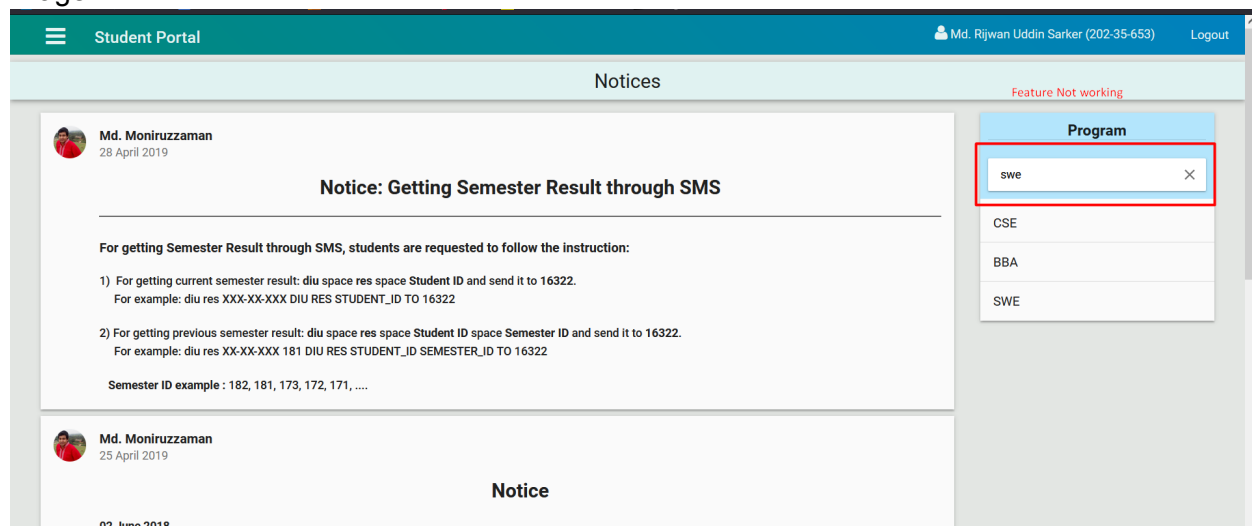 Student Portal
Md. Rijwan Uddin Sarker (202-35-653) Logout
Notices
Feature Not working
Md. Moniruzzaman
28 April 2019
Notice: Getting Semester Result through SMS
For getting Semester Result through SMS, students are requested to follow the instruction:
1) For getting current semester result: diu space res space Student ID and send it to 16322.
For example: diu res XXX-XX-XXX DIU RES STUDENT_ID TO 16322
2) For getting previous semester result: diu space res space Student ID space Semester ID and send it to 16322.
For example: diu res XX-XX-XXX 181 DIU RES STUDENT_ID SEMESTER_ID TO 16322
Semester ID example : 182, 181, 173, 172, 171, ....
Program
swe
CSE
BBA
SWE
Md. Moniruzzaman
25 April 2019
Notice
02 June 2018